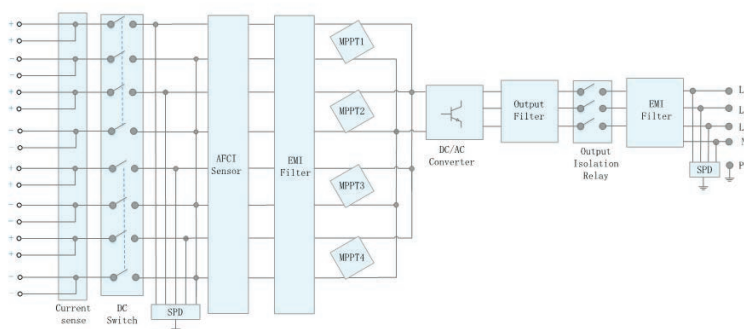 +
+
−
−
+
+
−
−
+
+
−
−
+
+
−
−
Current
sense
DC
Switch
SPD
AFCI
Sensor
EMI
Filter
MPPT1
MPPT2
MPPT3
MPPT4
DC/AC
Converter
Output
Filter
Output
Isolation
Relay
EMI
Filter
SPD
L
L
L
N
P